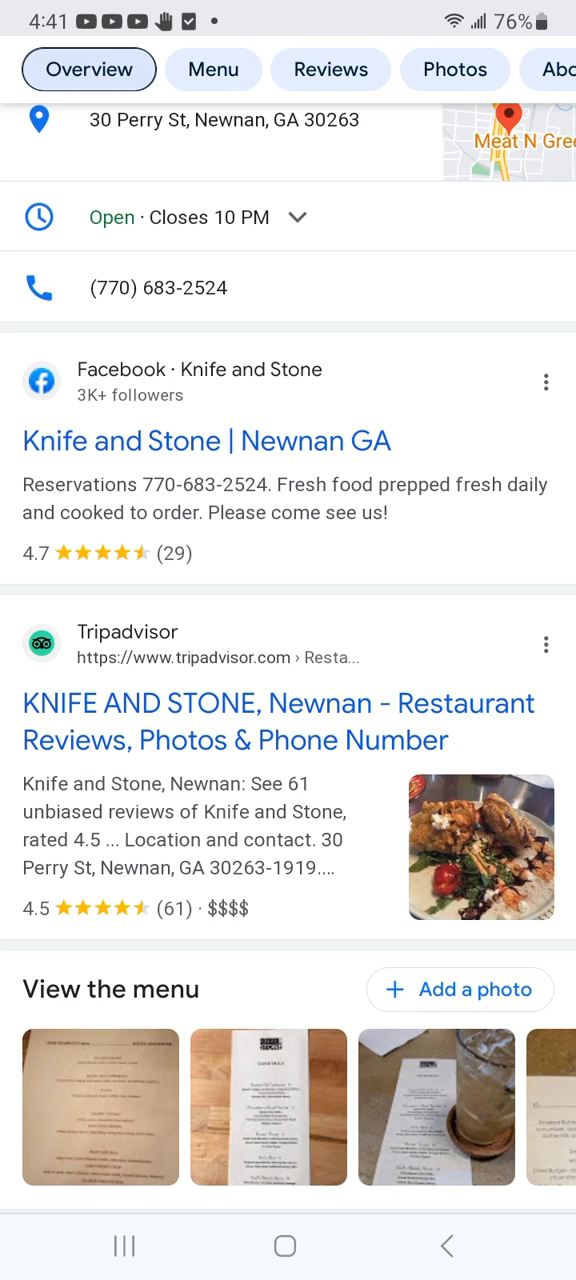 4:41
76%
Overview
Menu
Reviews
Photos
Abo
30 Perry St, Newnan, GA 30263
Meat N Gree
Open · Closes 10 PM
(770) 683-2524
Facebook · Knife and Stone
3K+ followers
Knife and Stone | Newnan GA
Reservations 770-683-2524. Fresh food prepped fresh daily
and cooked to order. Please come see us!
4.7 (29)
Tripadvisor
https://www.tripadvisor.com › Resta...
KNIFE AND STONE, Newnan - Restaurant
Reviews, Photos & Phone Number
Knife and Stone, Newnan: See 61
unbiased reviews of Knife and Stone,
rated 4.5 ... Location and contact. 30
Perry St, Newnan, GA 30263-1919....
4.5 (61) · $$$$
View the menu
+ Add a photo